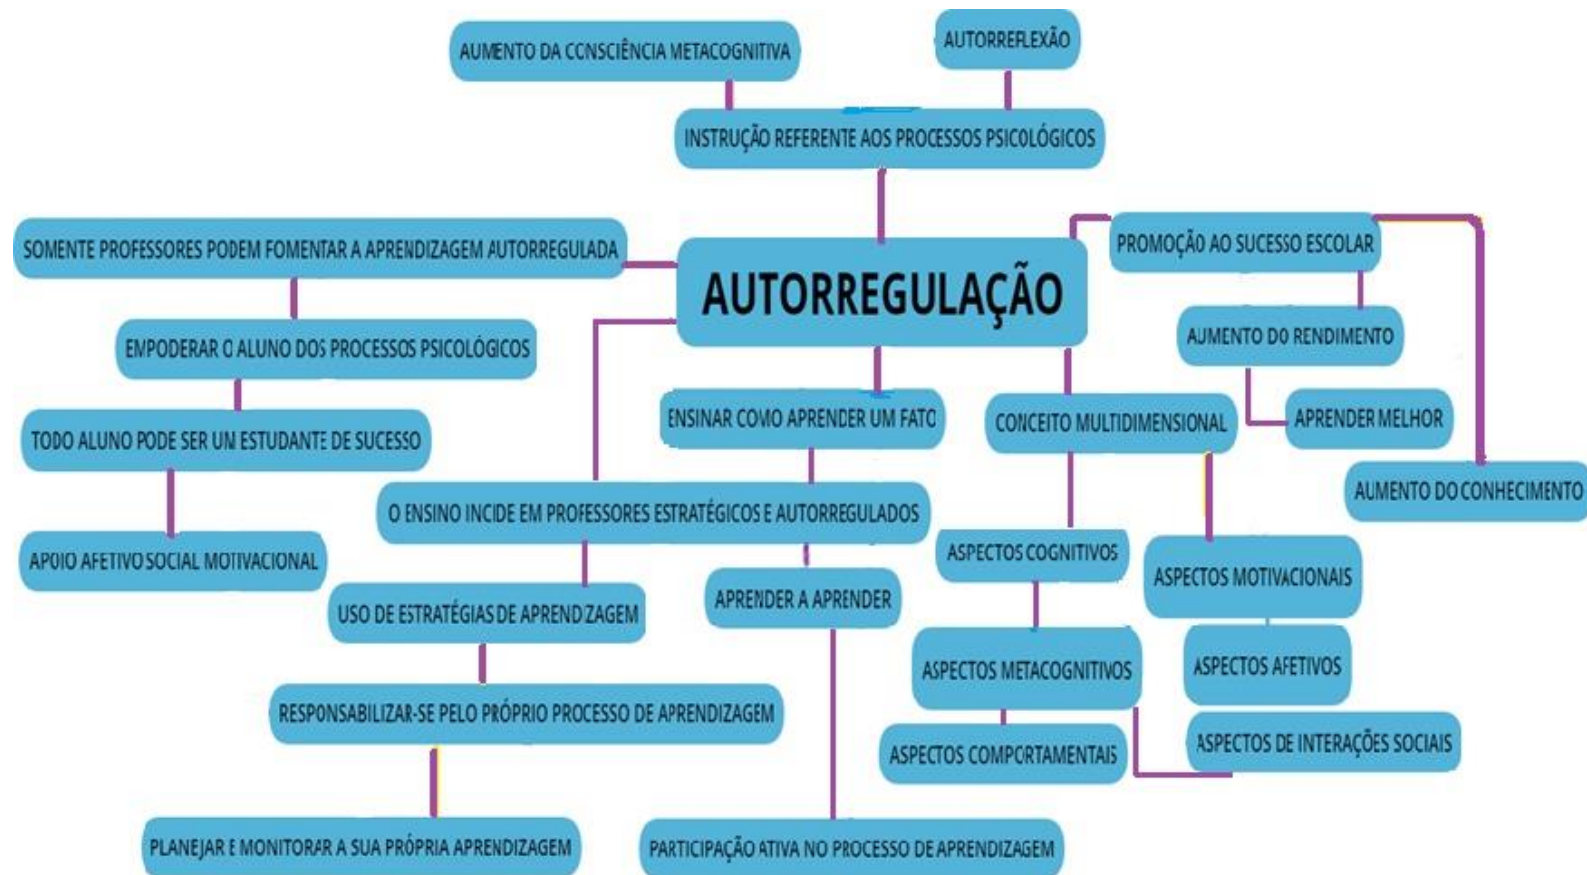 AUMENTO DA CONSCIÊNCIA METACOGNITIVA
AUTORREFLEXÃO
INSTRUÇÃO REFERENTE AOS PROCESSOS PSICOLÓGICOS
SOMENTE PROFESSORES PODEM FOMENTAR A APRENDIZAGEM AUTORREGULADA
PROMOÇÃO AO SUCESSO ESCOLAR
AUTORREGULAÇÃO
AUMENTO DO RENDIMENTO
EMPODERAR O ALUNO DOS PROCESSOS PSICOLÓGICOS
ENSINAR COMO APRENDER UM FATO
CONCEITO MULTIDIMENSIONAL
APRENDER MELHOR
TODO ALUNO PODE SER UM ESTUDANTE DE SUCESSO
AUMENTO DO CONHECIMENTO
O ENSINO INCIDE EM PROFESSORES ESTRATÉGICOS E AUTORREGULADOS
APOIO AFETIVO SOCIAL MOTIVACIONAL
ASPECTOS COGNITIVOS
ASPECTOS MOTIVACIONAIS
USO DE ESTRATÉGIAS DE APRENDIZAGEM
APRENDER A APRENDER
ASPECTOS METACOGNITIVOS
ASPECTOS AFETIVOS
RESPONSABILIZAR-SE PELO PRÓPRIO PROCESSO DE APRENDIZAGEM
ASPECTOS COMPORTAMENTAIS
ASPECTOS DE INTERAÇÕES SOCIAIS
PLANEJAR E MONITORAR A SUA PRÓPRIA APRENDIZAGEM
PARTICIPAÇÃO ATIVA NO PROCESSO DE APRENDIZAGEM